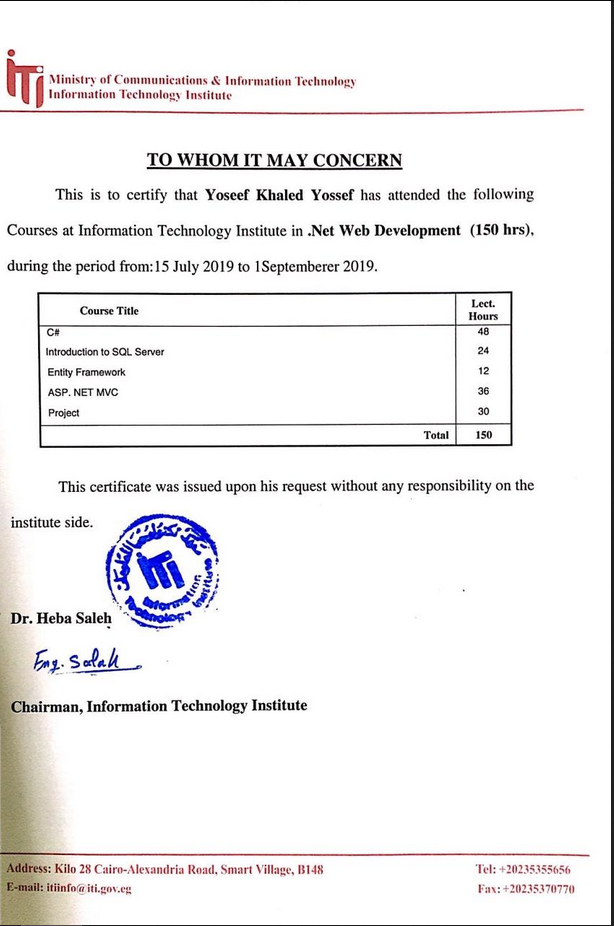 iTi
Ministry of Communications & Information Technology
Information Technology Institute
TO WHOM IT MAY CONCERN
This is to certify that Yoseef Khaled Yossef has attended the following
Courses at Information Technology Institute in .Net Web Development (150 hrs),
during the period from:15 July 2019 to 1Septemberer 2019.
Course Title Lect. Hours
C# 48
Introduction to SQL Server 24
Entity Framework 12
ASP. NET MVC 36
Project 30
Total 150
This certificate was issued upon his request without any responsibility on the
institute side.
iTi
Information
Technology Institute
Dr. Heba Saleh
Eng. Salah
Chairman, Information Technology Institute
Address: Kilo 28 Cairo-Alexandria Road, Smart Village, B148 Tel: +20235355656
E-mail: itiinfo@iti.gov.eg Fax: +20235370770